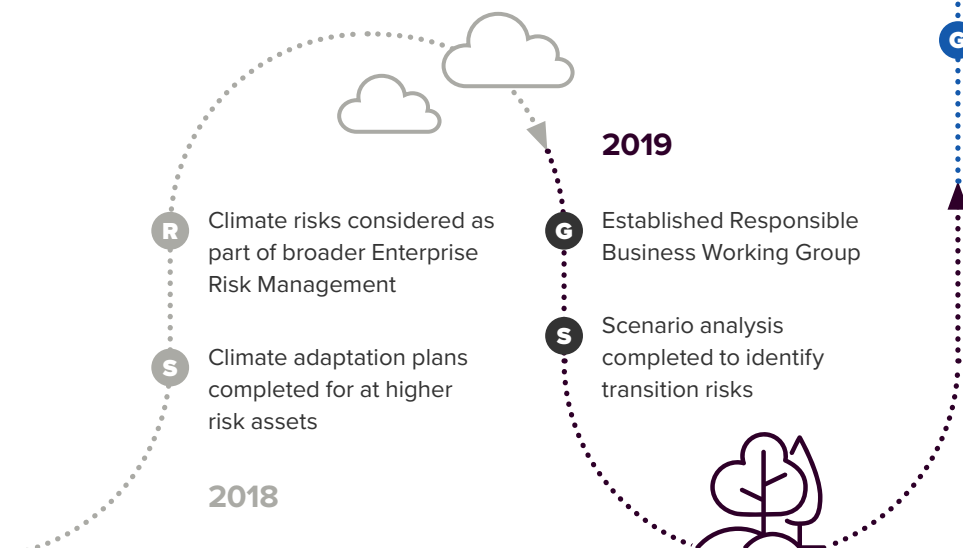 R
Climate risks considered as
part of broader Enterprise
Risk Management
S
Climate adaptation plans
completed for at higher
risk assets
2018
2019
G
Established Responsible
Business Working Group
S
Scenario analysis
completed to identify
transition risks
G